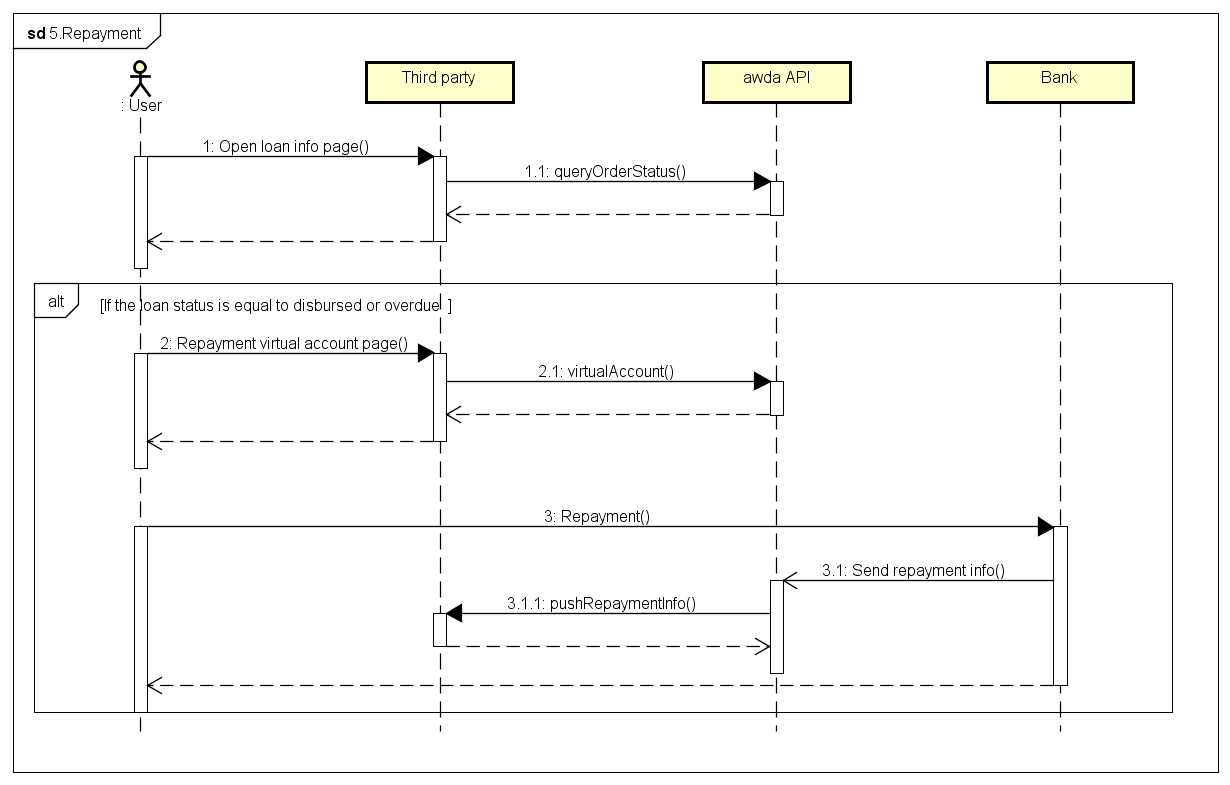 sd 5.Repayment
: User
Third party
awda API
Bank
1: Open loan info page()
1.1: queryOrderStatus()
alt
[If the loan status is equal to disbursed or overdue ]
2: Repayment virtual account page()
2.1: virtualAccount()
3: Repayment()
3.1: Send repayment info()
3.1.1: pushRepaymentInfo()